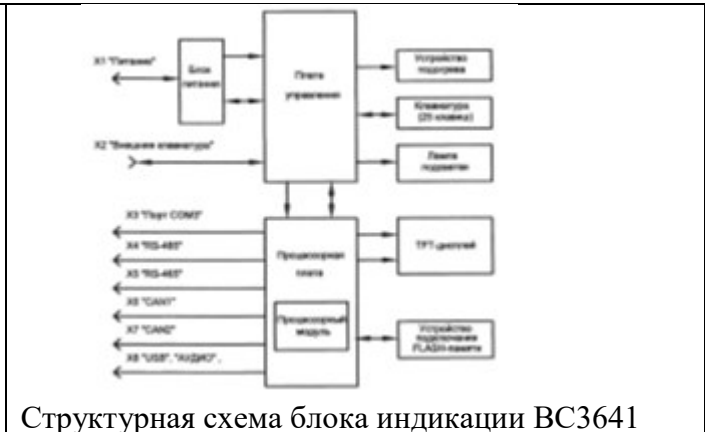 X1 "Питание"
Блок
питания
Плата
управления
Устройство
подогрева
Клавиатура
(25 клавиш)
Лампа
подсветки
X2 "Внешняя клавиатура"
X3 "Порт COM3"
X4 "RS-485"
X5 "RS-485"
X6 "CAN1"
X7 "CAN2"
X8 "USB", "АУДИО",
Процессорная
плата
Процессорный
модуль
TFT-дисплей
Устройство
подключения
FLASH-памяти
Структурная схема блока индикации ВС3641